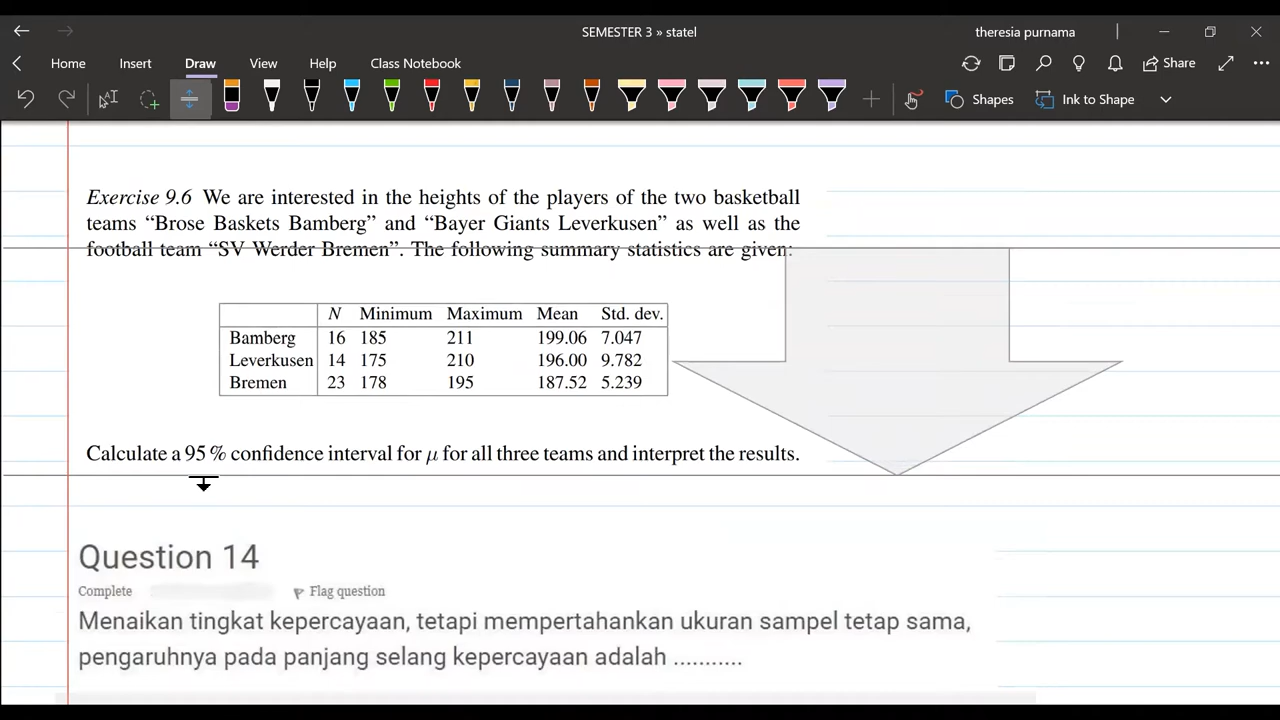 SEMESTER 3 » statel
theresia purnama
Home Insert Draw View Help Class Notebook
Share
Shapes
Ink to Shape
Exercise 9.6 We are interested in the heights of the players of the two basketball
teams “Brose Baskets Bamberg” and “Bayer Giants Leverkusen” as well as the
football team “SV Werder Bremen”. The following summary statistics are given:
N Minimum Maximum Mean Std. dev.
Bamberg 16 185 211 199.06 7.047
Leverkusen 14 175 210 196.00 9.782
Bremen 23 178 195 187.52 5.239
Calculate a 95 % confidence interval for μ for all three teams and interpret the results.
Question 14
Complete Flag question
Menaikan tingkat kepercayaan, tetapi mempertahankan ukuran sampel tetap sama,
pengaruhnya pada panjang selang kepercayaan adalah ...........